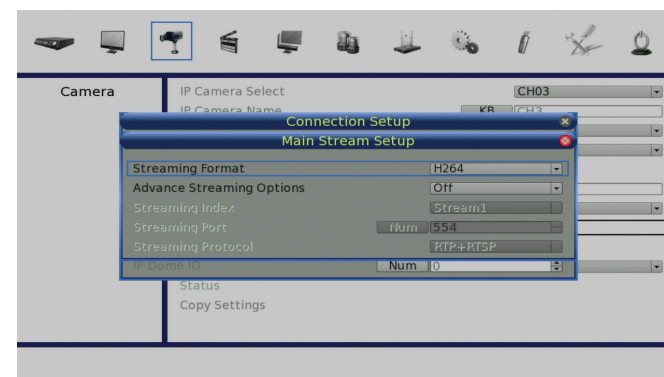 Camera
IP Camera Select CH03
IP Camera Name KB CH3
Connection Setup
Main Stream Setup
Streaming Format H264
Advance Streaming Options Off
Streaming Index Stream1
Streaming Port Num 554
Streaming Protocol RTP+RTSP
IP Dome ID Num 0
Status
Copy Settings